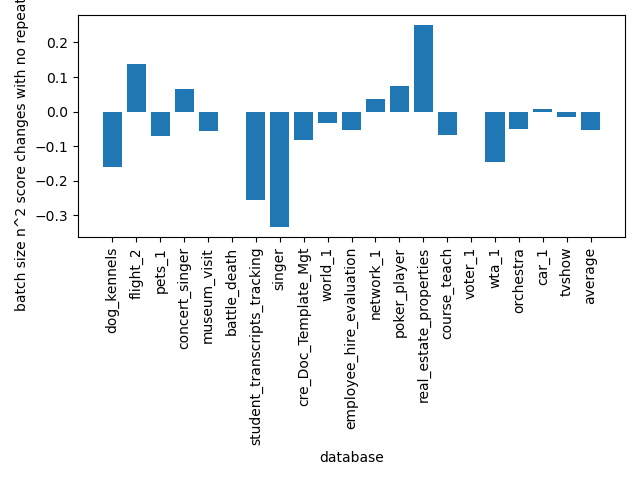 batch size n^2 score changes with no repeat
0.2
0.1
0.0
−0.1
−0.2
−0.3
dog_kennels
flight_2
pets_1
concert_singer
museum_visit
battle_death
student_transcripts_tracking
singer
cre_Doc_Template_Mgt
world_1
employee_hire_evaluation
network_1
poker_player
real_estate_properties
course_teach
voter_1
wta_1
orchestra
car_1
tvshow
average
database